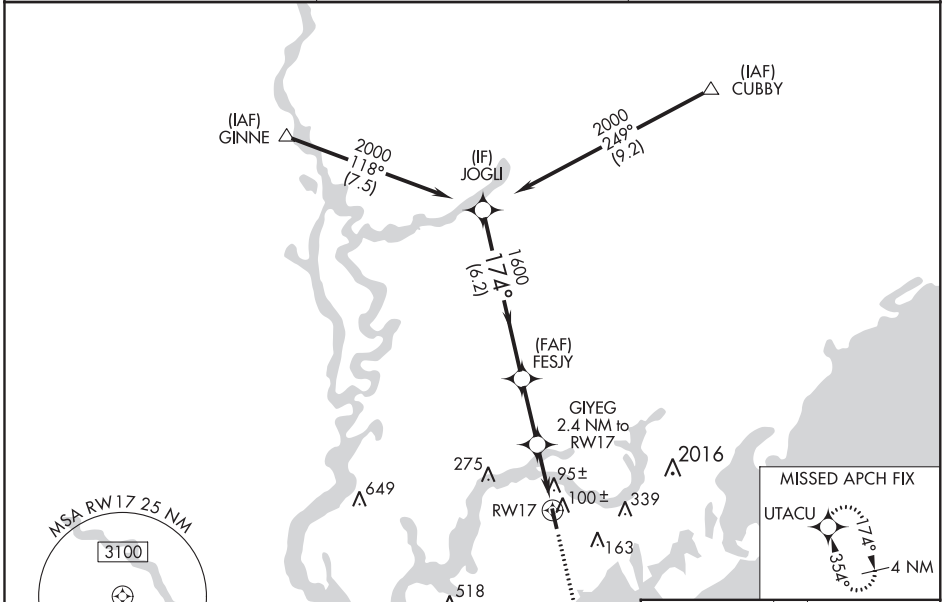 (IAF)
CUBBY
(IAF)
GINNE
2000
118°
(7.5)
2000
249°
(9.2)
(IF)
JOGLI
1600
174°
(6.2)
(FAF)
FESJY
GIYEG
2.4 NM to
RW17
275
95±
2016
649
RW17
100±
339
163
518
MSA RW17 25 NM
3100
MISSED APCH FIX
UTACU
174°
354°
4 NM